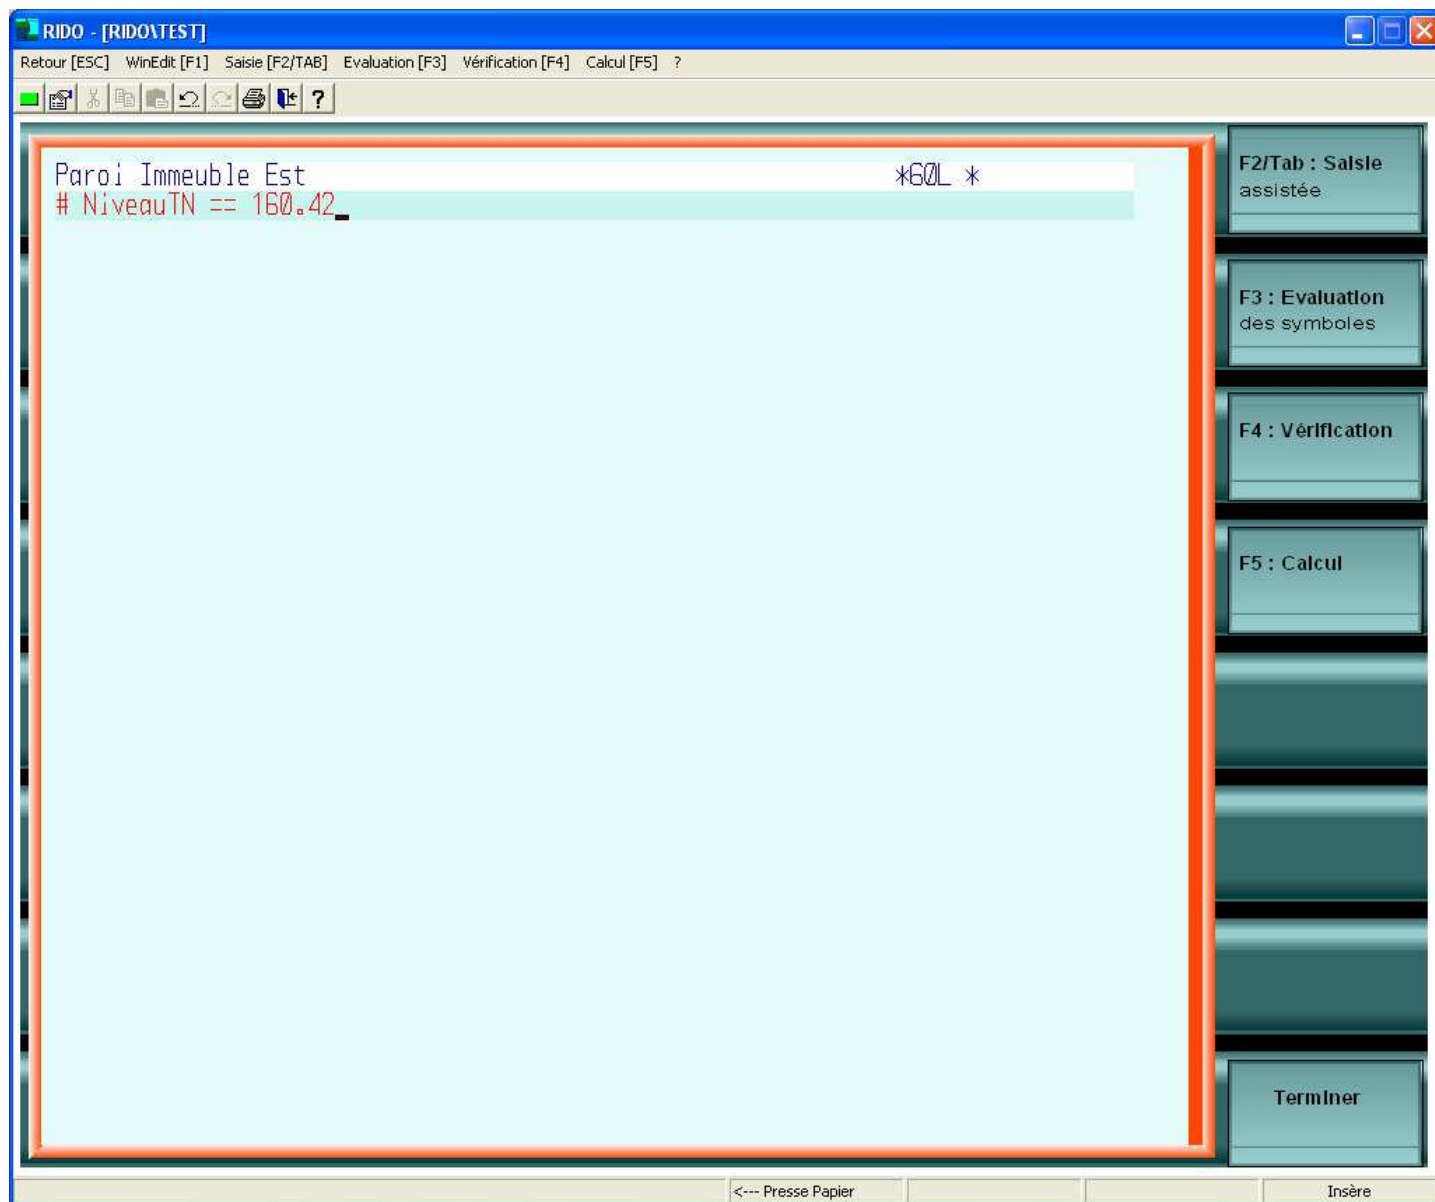 RIDO - [RIDO\TEST]
Retour [ESC] WinEdit [F1] Saisie [F2/TAB] Evaluation [F3] Vérification [F4] Calcul [F5] ?
?
Paroi Immeuble Est *60L *
# NiveauTN == 160.42
F2/Tab : Saisie
assistée
F3 : Evaluation
des symboles
F4 : Vérification
F5 : Calcul
Terminer
<--- Presse Papier Insère